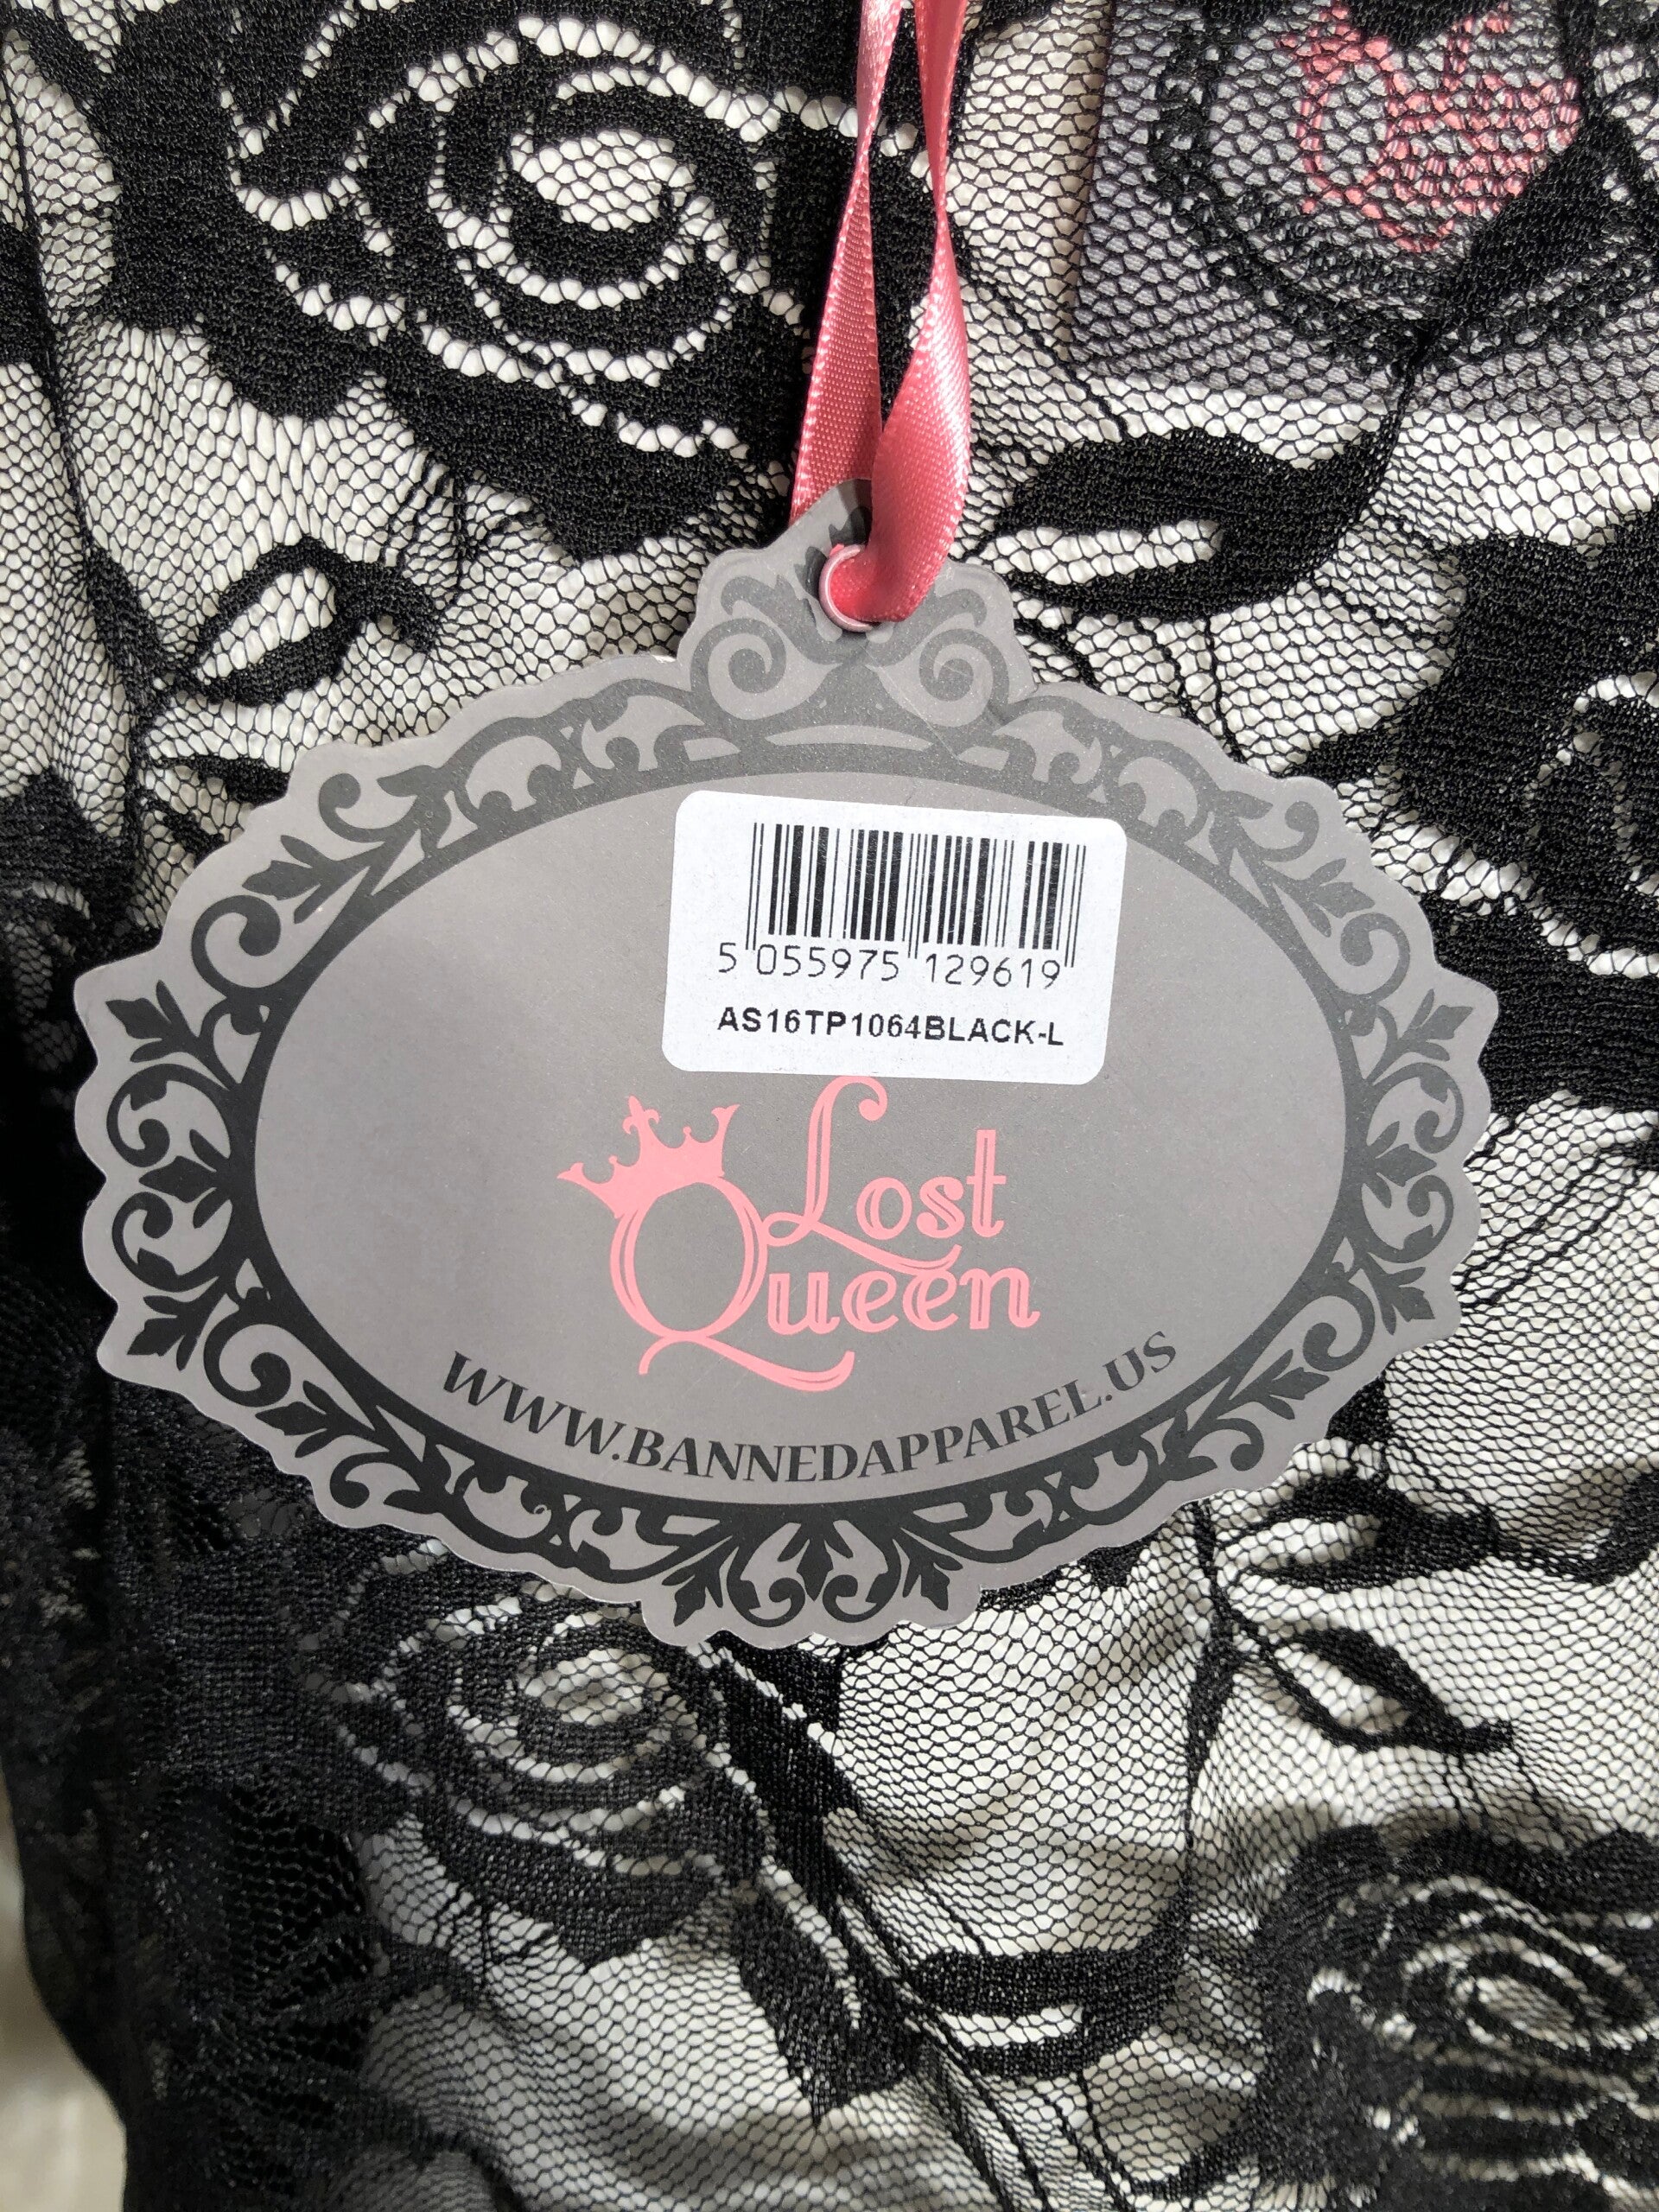 5 055975 129619
AS16TP1064BLACK-L
Lost
Queen
WWW.BANNEDAPPAREL.US